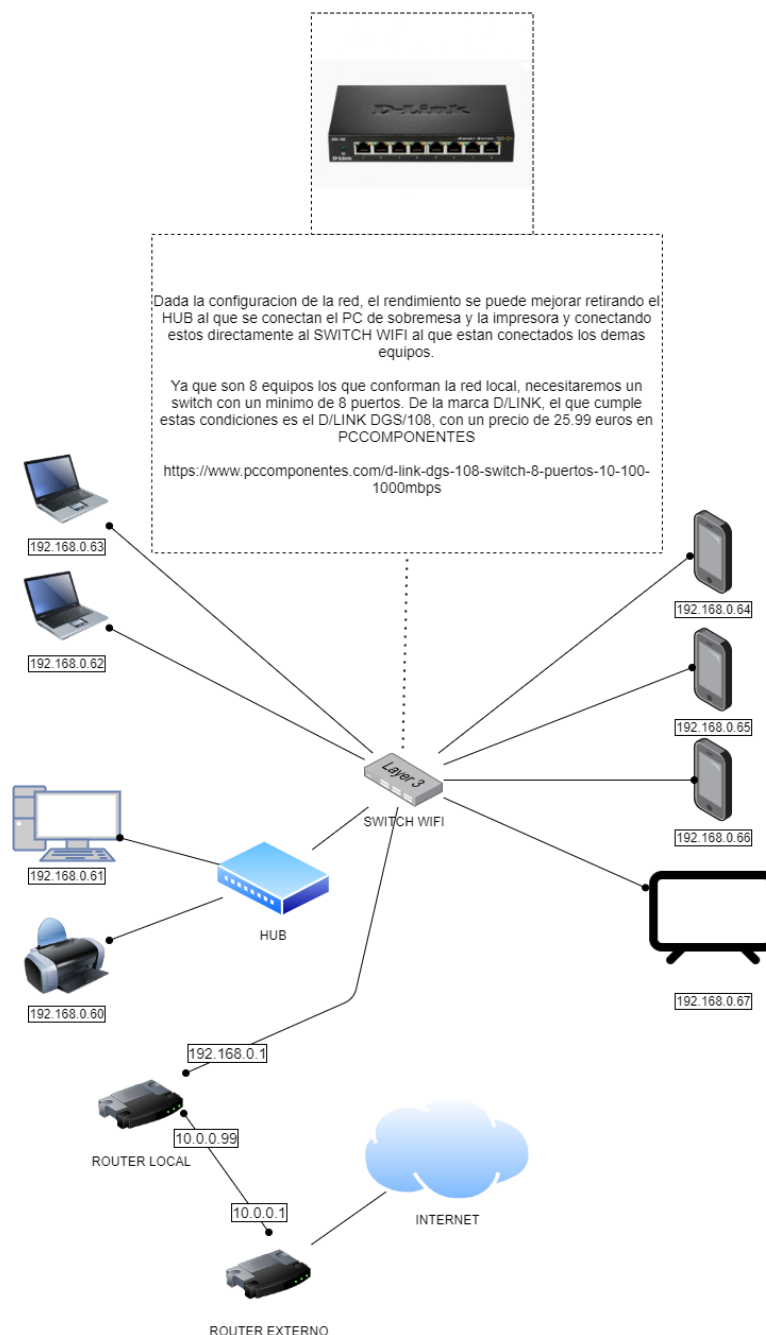 D-Link
D-Link
Dada la configuracion de la red, el rendimiento se puede mejorar retirando el
HUB al que se conectan el PC de sobremesa y la impresora y conectando
estos directamente al SWITCH WIFI al que estan conectados los demas
equipos.
Ya que son 8 equipos los que conforman la red local, necesitaremos un
switch con un minimo de 8 puertos. De la marca D/LINK, el que cumple
estas condiciones es el D/LINK DGS/108, con un precio de 25.99 euros en
PCCOMPONENTES
https://www.pccomponentes.com/d-link-dgs-108-switch-8-puertos-10-100-
1000mbps
192.168.0.63
192.168.0.64
192.168.0.62
192.168.0.65
Layer 3
SWITCH WIFI
192.168.0.66
192.168.0.61
HUB
192.168.0.67
192.168.0.60
192.168.0.1
10.0.0.99
ROUTER LOCAL
10.0.0.1
INTERNET
ROUTER EXTERNO